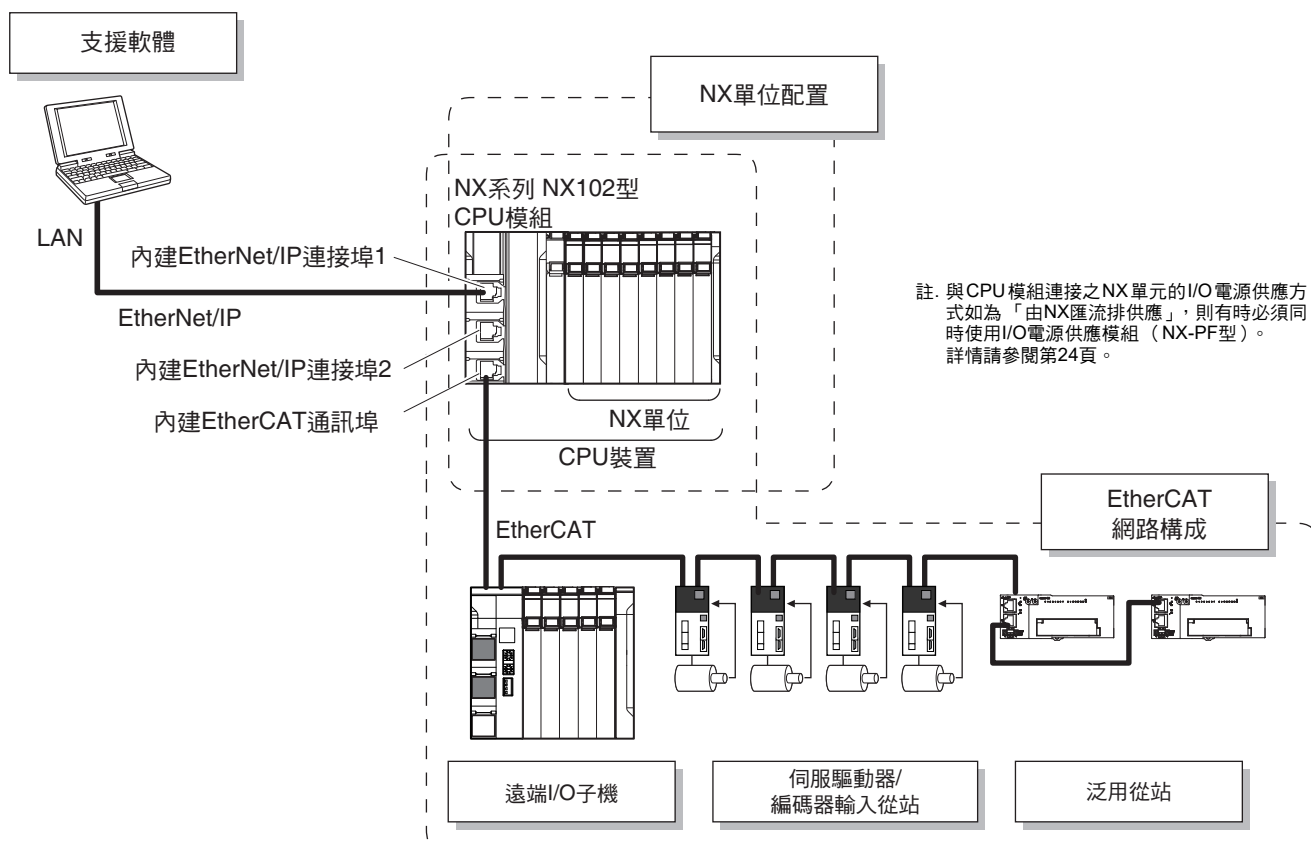 支援軟體
NX單位配置
NX系列 NX102型
CPU模組
LAN
內建EtherNet/IP連接埠1
EtherNet/IP
內建EtherNet/IP連接埠2
內建EtherCAT通訊埠
NX單位
CPU裝置
註. 與CPU模組連接之NX單元的I/O電源供應方
式如為「由NX匯流排供應」，則有時必須同
時使用I/O電源供應模組（NX-PF型）。
詳情請參閱第24頁。
EtherCAT
網路構成
EtherCAT
遠端I/O子機
伺服驅動器/
編碼器輸入從站
泛用從站